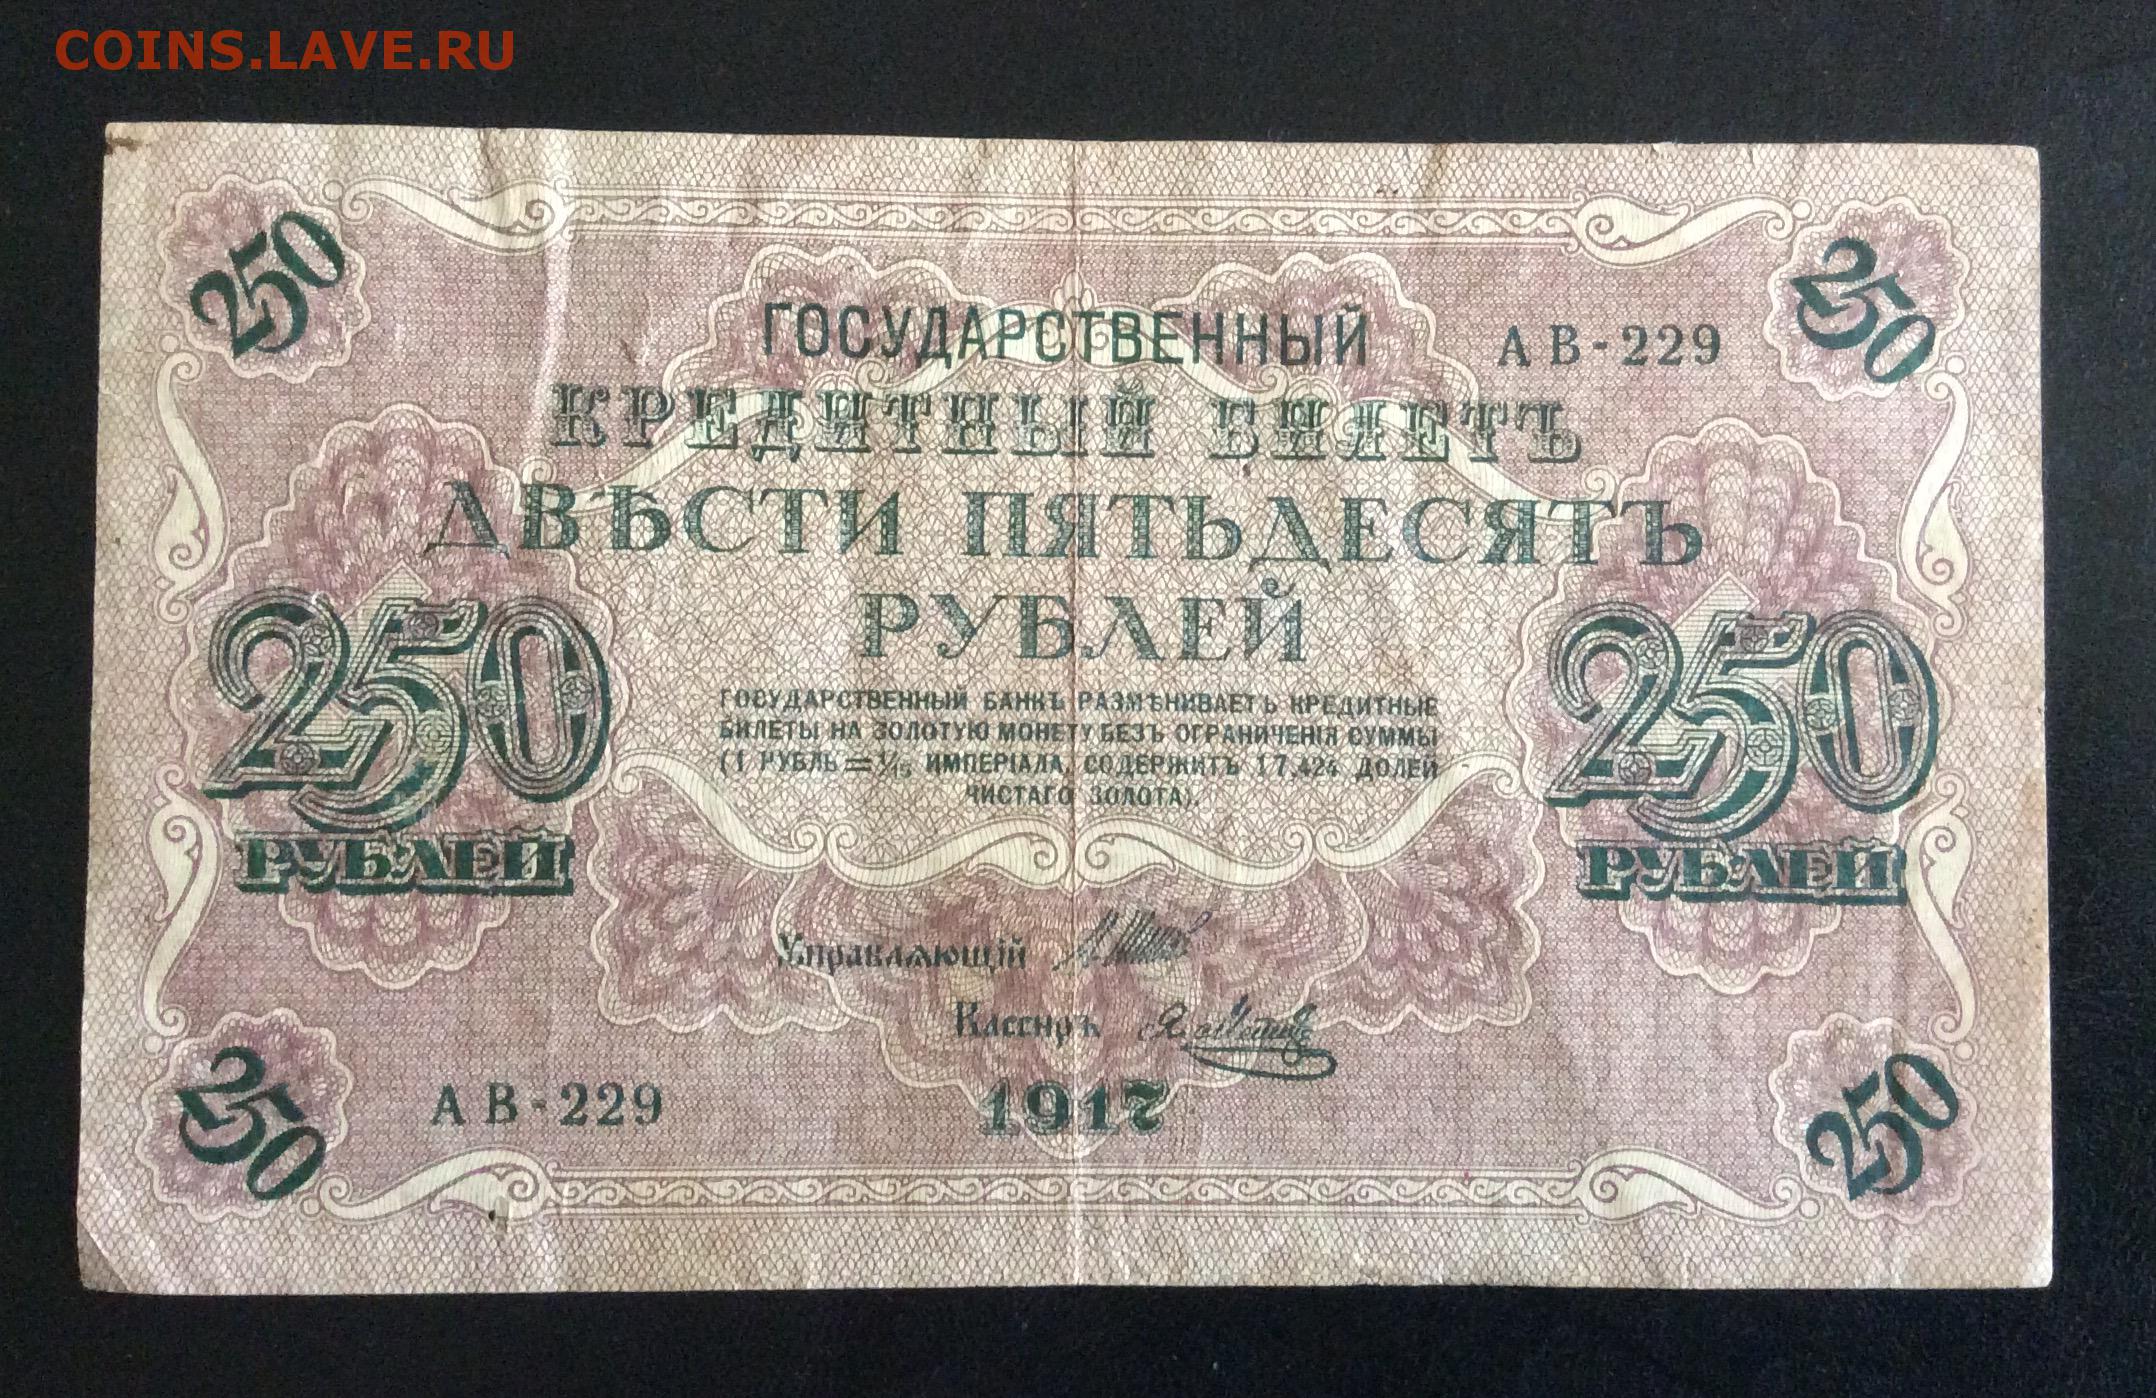 COINS.LAVE.RU
250
250
ГОСУДАРСТВЕННЫЙ
АВ-229
КРЕДИТНЫЙ БИЛЕТЪ
ДВѢСТИ ПЯТЬДЕСЯТЪ
РУБЛЕЙ
250
РУБЛЕЙ
250
РУБЛЕЙ
ГОСУДАРСТВЕННЫЙ БАНКЪ РАЗМѢНИВАЕТЪ КРЕДИТНЫЕ
БИЛЕТЫ НА ЗОЛОТУЮ МОНЕТУ БЕЗЪ ОГРАНИЧЕНІЯ СУММЫ
(1 РУБЛЬ = 1/15 ИМПЕРІАЛА, СОДЕРЖИТЪ 17,424 ДОЛЕЙ
ЧИСТАГО ЗОЛОТА).
Управляющій
Кассиръ
250
АВ-229
1917
250